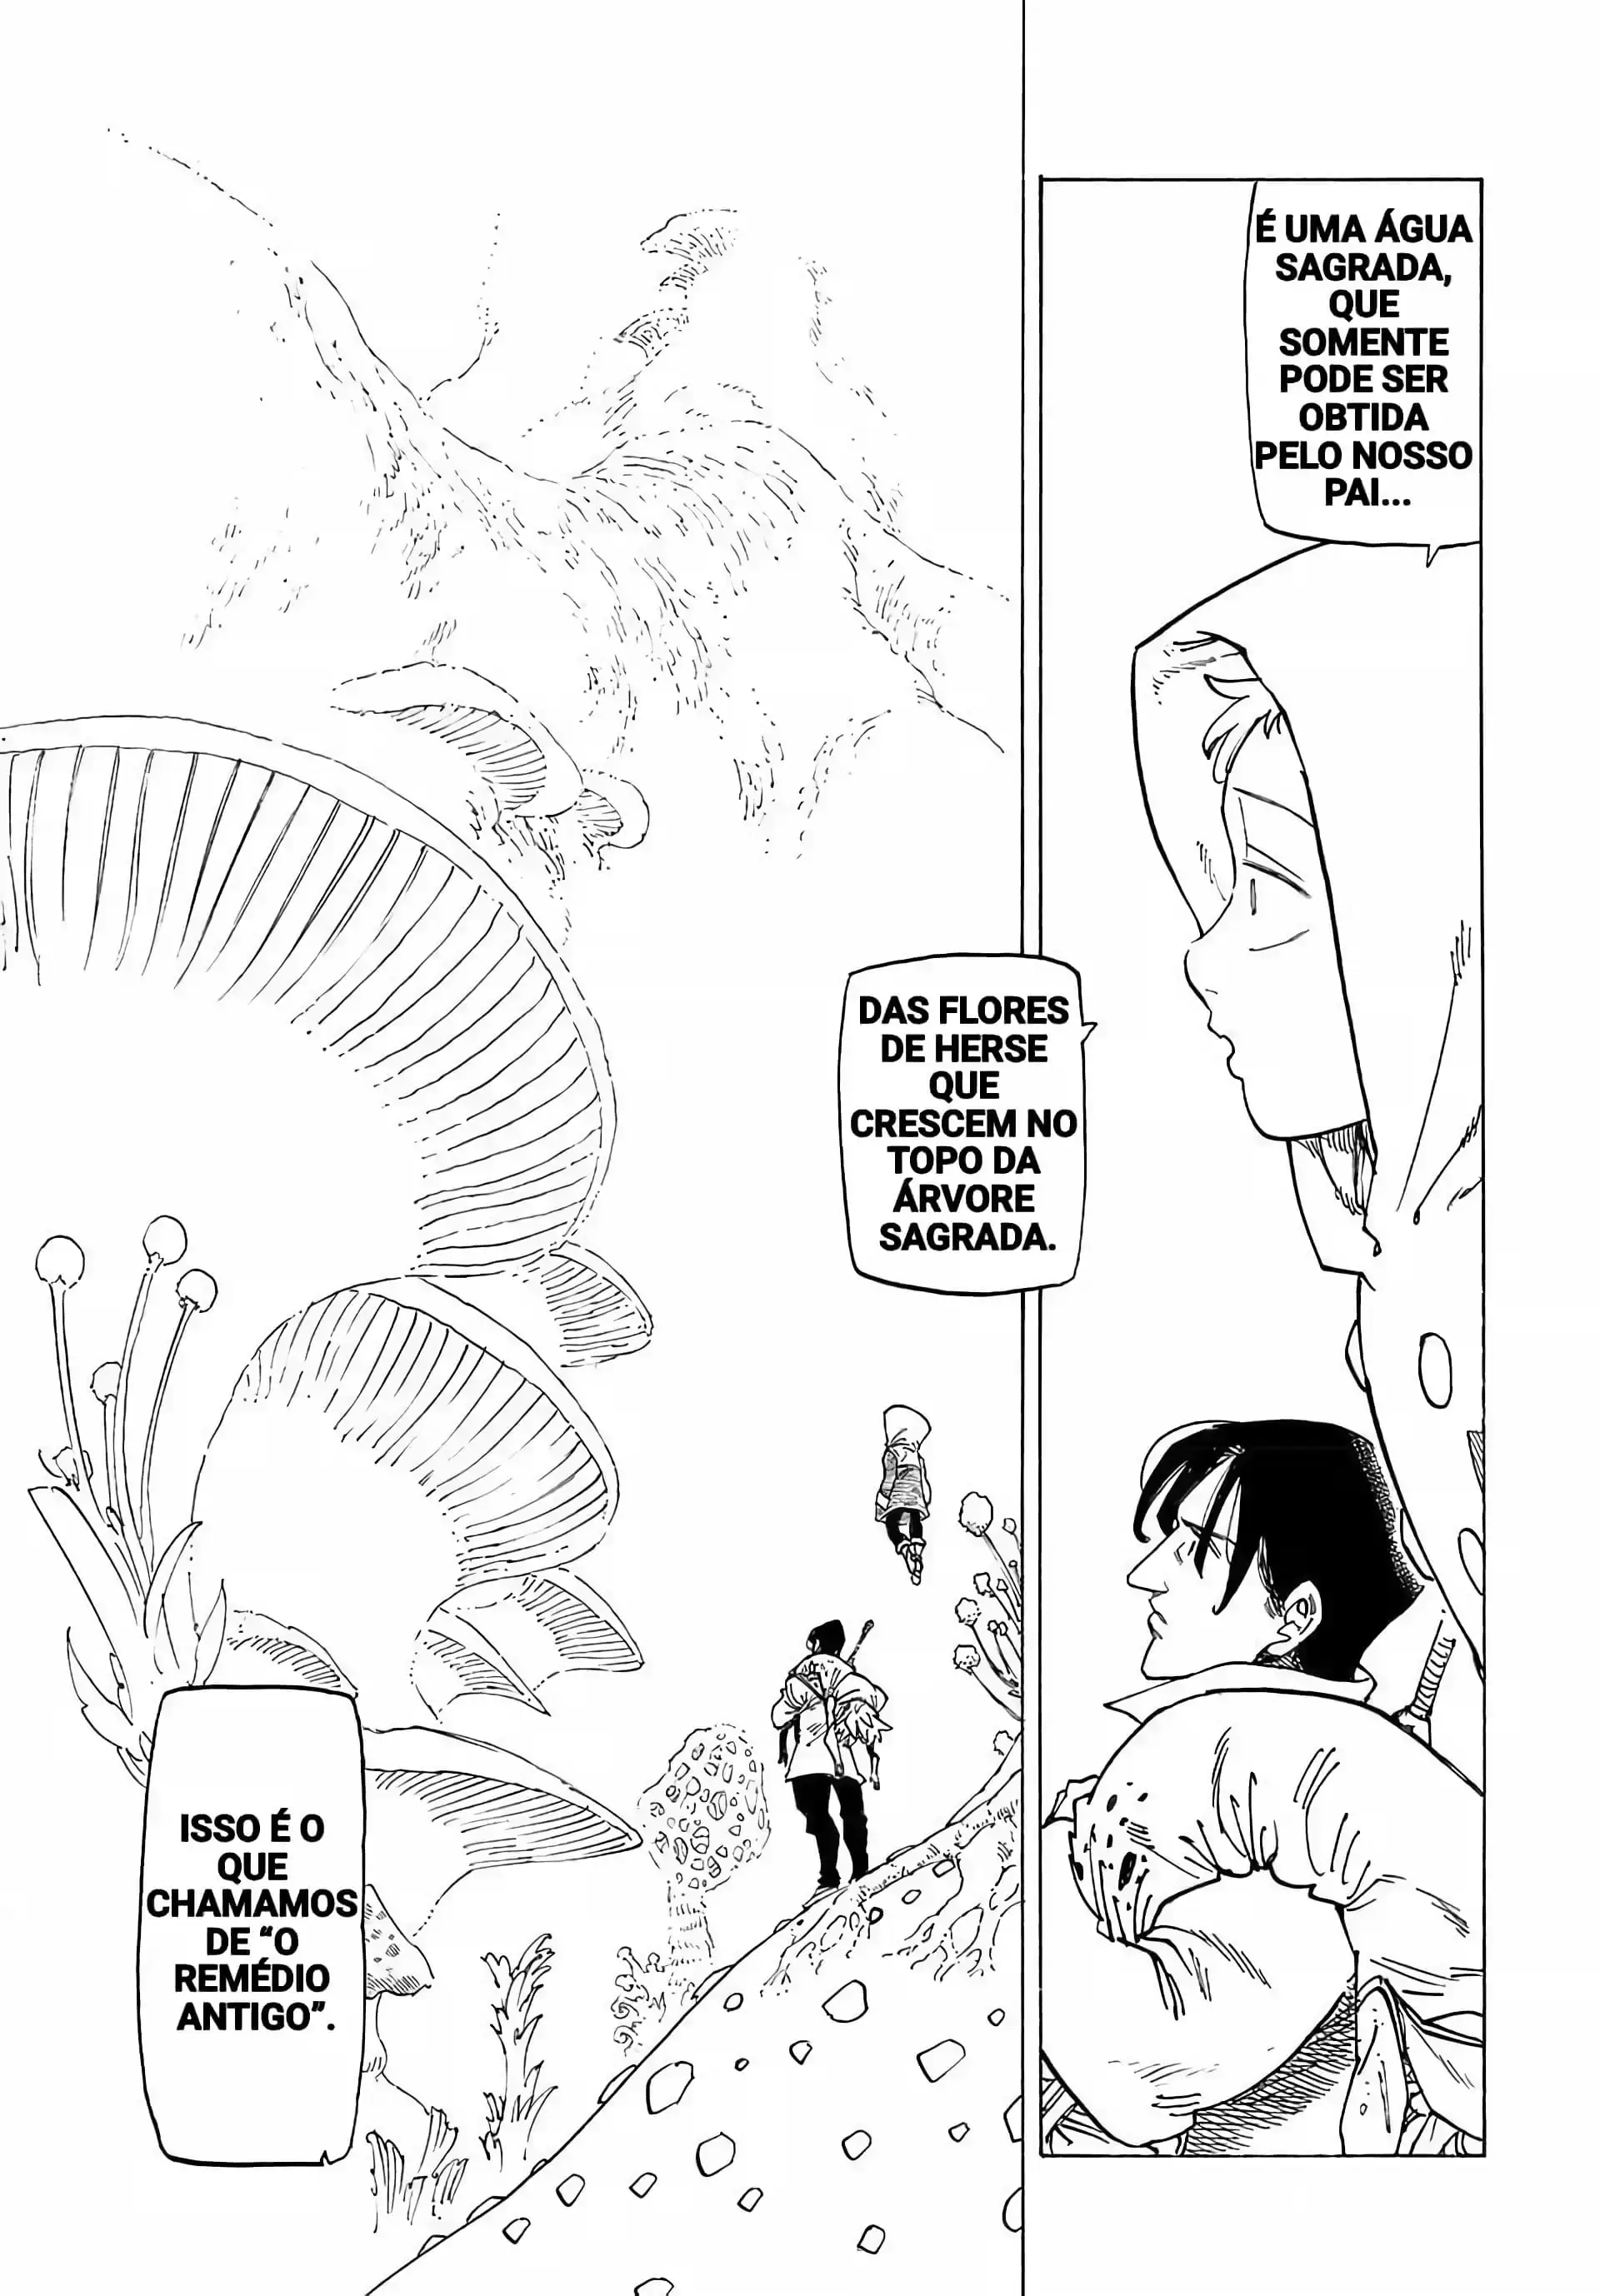 É UMA ÁGUA
SAGRADA,
QUE
SOMENTE
PODE SER
OBTIDA
PELO NOSSO
PAI...
DAS FLORES
DE HERSE
QUE
CRESCEM NO
TOPO DA
ÁRVORE
SAGRADA.
ISSO É O
QUE
CHAMAMOS
DE “O
REMÉDIO
ANTIGO”.